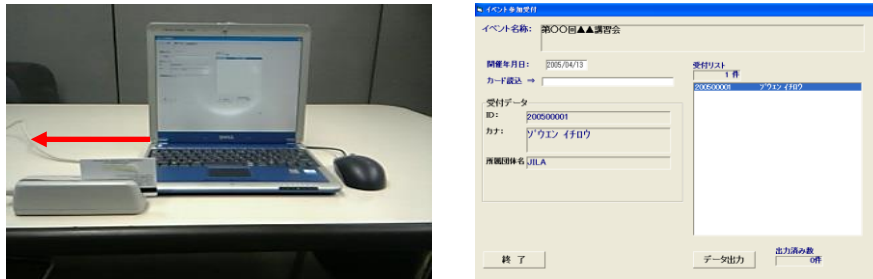 DELL
イベント参加受付
イベント名称: 第〇〇回▲▲講習会
開催年月日: 2005/04/13
カード読込 ⇒
受付データ
ID: 200500001
カナ: ゾウエン イチロウ
所属団体名 JILA
受付リスト
1 件
200500001 ゾウエン イチロウ
終 了
データ出力
出力済み数
0件